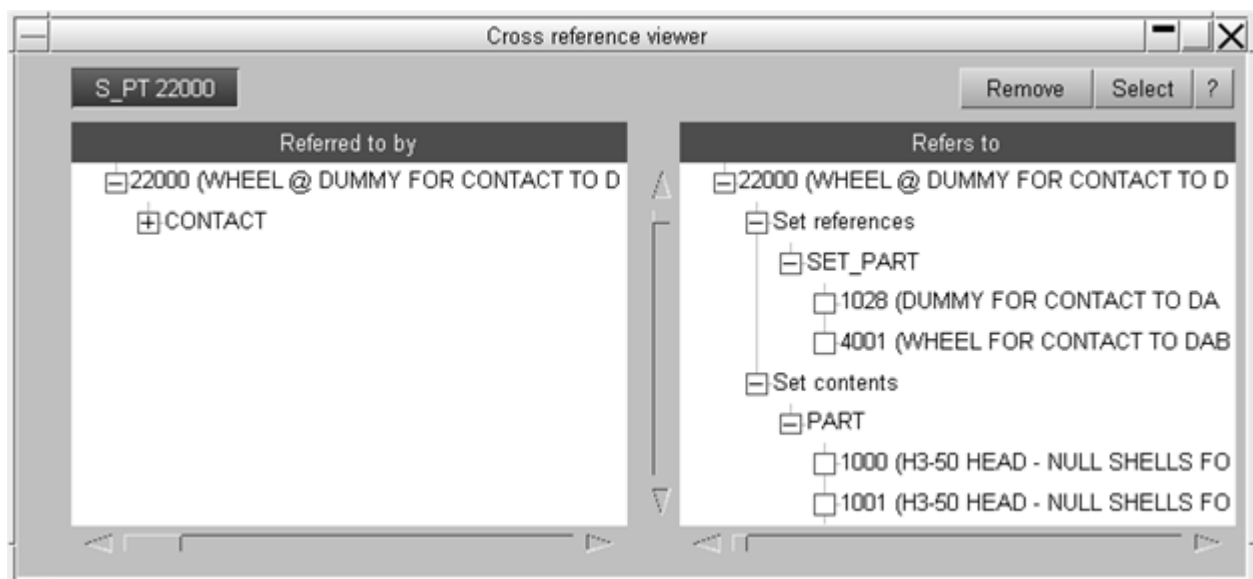 Cross reference viewer
S_PT 22000
Remove
Select
?
Referred to by
22000 (WHEEL @ DUMMY FOR CONTACT TO D
CONTACT
Refers to
22000 (WHEEL @ DUMMY FOR CONTACT TO D
Set references
SET_PART
1028 (DUMMY FOR CONTACT TO DA
4001 (WHEEL FOR CONTACT TO DAB
Set contents
PART
1000 (H3-50 HEAD - NULL SHELLS FO
1001 (H3-50 HEAD - NULL SHELLS FO